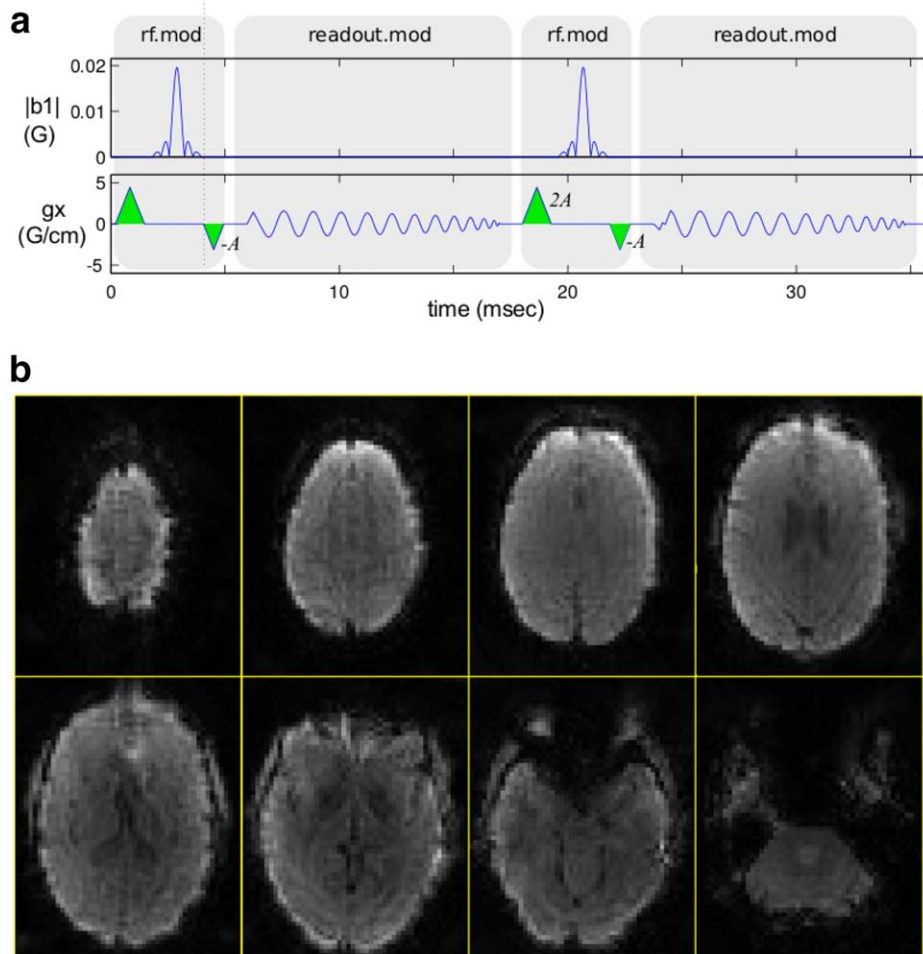 a
rf.mod readout.mod rf.mod readout.mod
0.02
|b1| 0.01
(G)
0
5
gx 0 2A
(G/cm) -A -A
-5
0 10 20 30
time (msec)
b